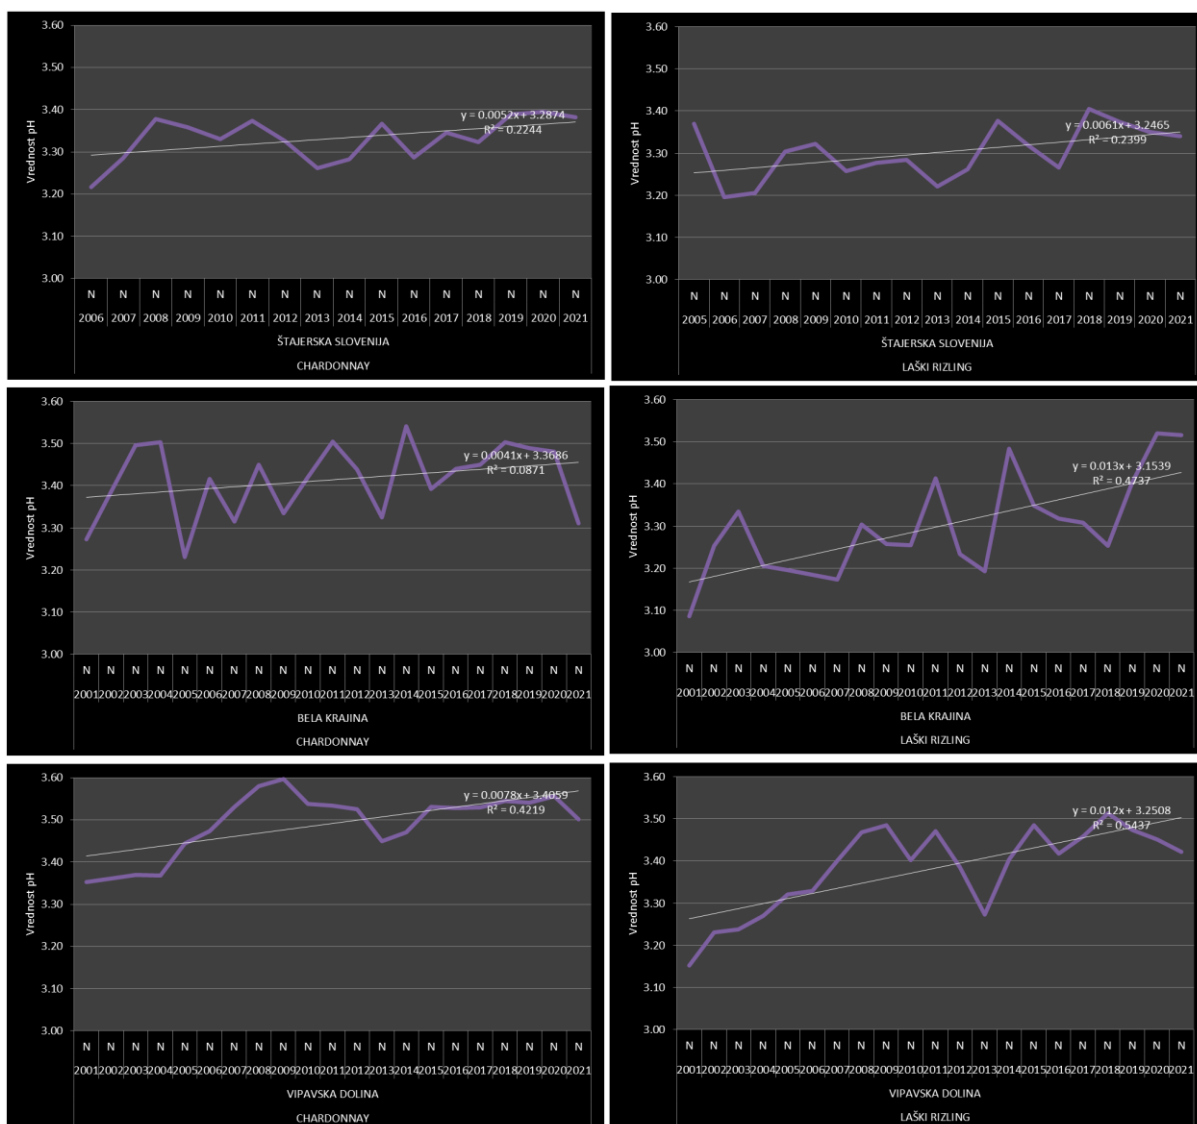 3.60
3.50
3.40
3.30
3.20
3.10
3.00
Vrednost pH
y = 0.0052x + 3.2874
R² = 0.2244
N N N N N N N N N N N N N N N N
2006 2007 2008 2009 2010 2011 2012 2013 2014 2015 2016 2017 2018 2019 2020 2021
ŠTAJERSKA SLOVENIJA
CHARDONNAY
3.60
3.50
3.40
3.30
3.20
3.10
3.00
Vrednost pH
y = 0.0061x + 3.2465
R² = 0.2399
N N N N N N N N N N N N N N N N N
2005 2006 2007 2008 2009 2010 2011 2012 2013 2014 2015 2016 2017 2018 2019 2020 2021
ŠTAJERSKA SLOVENIJA
LAŠKI RIZLING
3.60
3.50
3.40
3.30
3.20
3.10
3.00
Vrednost pH
y = 0.0041x + 3.3686
R² = 0.0871
N N N N N N N N N N N N N N N N N N N N N
2001 2002 2003 2004 2005 2006 2007 2008 2009 2010 2011 2012 2013 2014 2015 2016 2017 2018 2019 2020 2021
BELA KRAJINA
CHARDONNAY
3.60
3.50
3.40
3.30
3.20
3.10
3.00
Vrednost pH
y = 0.013x + 3.1539
R² = 0.4737
N N N N N N N N N N N N N N N N N N N N N
2001 2002 2003 2004 2005 2006 2007 2008 2009 2010 2011 2012 2013 2014 2015 2016 2017 2018 2019 2020 2021
BELA KRAJINA
LAŠKI RIZLING
3.60
3.50
3.40
3.30
3.20
3.10
3.00
Vrednost pH
y = 0.0078x + 3.4059
R² = 0.4219
N N N N N N N N N N N N N N N N N N N N N
2001 2002 2003 2004 2005 2006 2007 2008 2009 2010 2011 2012 2013 2014 2015 2016 2017 2018 2019 2020 2021
VIPAVSKA DOLINA
CHARDONNAY
3.60
3.50
3.40
3.30
3.20
3.10
3.00
Vrednost pH
y = 0.012x + 3.2508
R² = 0.5437
N N N N N N N N N N N N N N N N N N N N N
2001 2002 2003 2004 2005 2006 2007 2008 2009 2010 2011 2012 2013 2014 2015 2016 2017 2018 2019 2020 2021
VIPAVSKA DOLINA
LAŠKI RIZLING